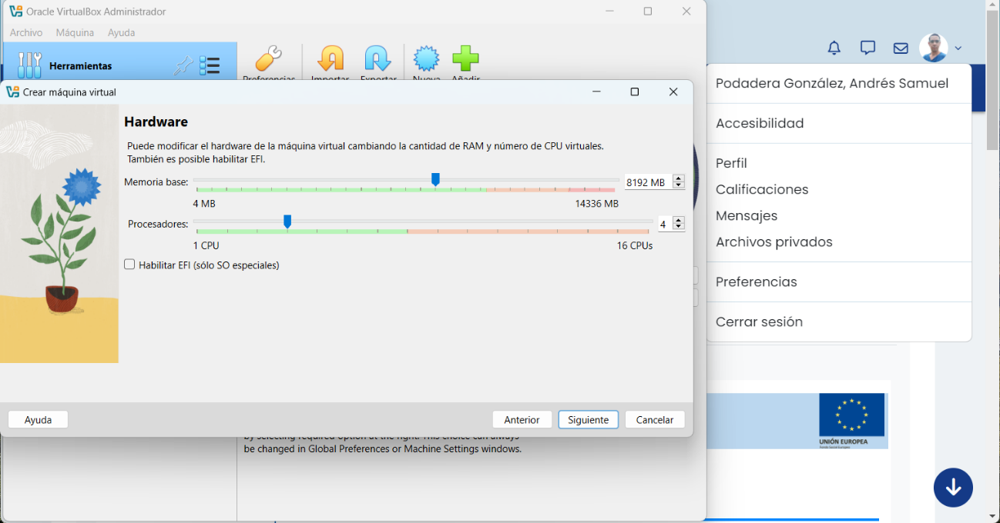 Oracle VirtualBox Administrador
Archivo Máquina Ayuda
Herramientas
Preferencias Importar Exportar Nueva Añadir
Crear máquina virtual
Hardware
Puede modificar el hardware de la máquina virtual cambiando la cantidad de RAM y número de CPU virtuales.
También es posible habilitar EFI.
Memoria base: 8192 MB
4 MB 14336 MB
Procesadores: 4
1 CPU 16 CPUs
Habilitar EFI (sólo SO especiales)
Ayuda Anterior Siguiente Cancelar
by selecting required option at the right. This choice can always
be changed in Global Preferences or Machine Settings windows.
Podadera González, Andrés Samuel
Accesibilidad
Perfil
Calificaciones
Mensajes
Archivos privados
Preferencias
Cerrar sesión
UNIÓN EUROPEA
Fondo Social Europeo